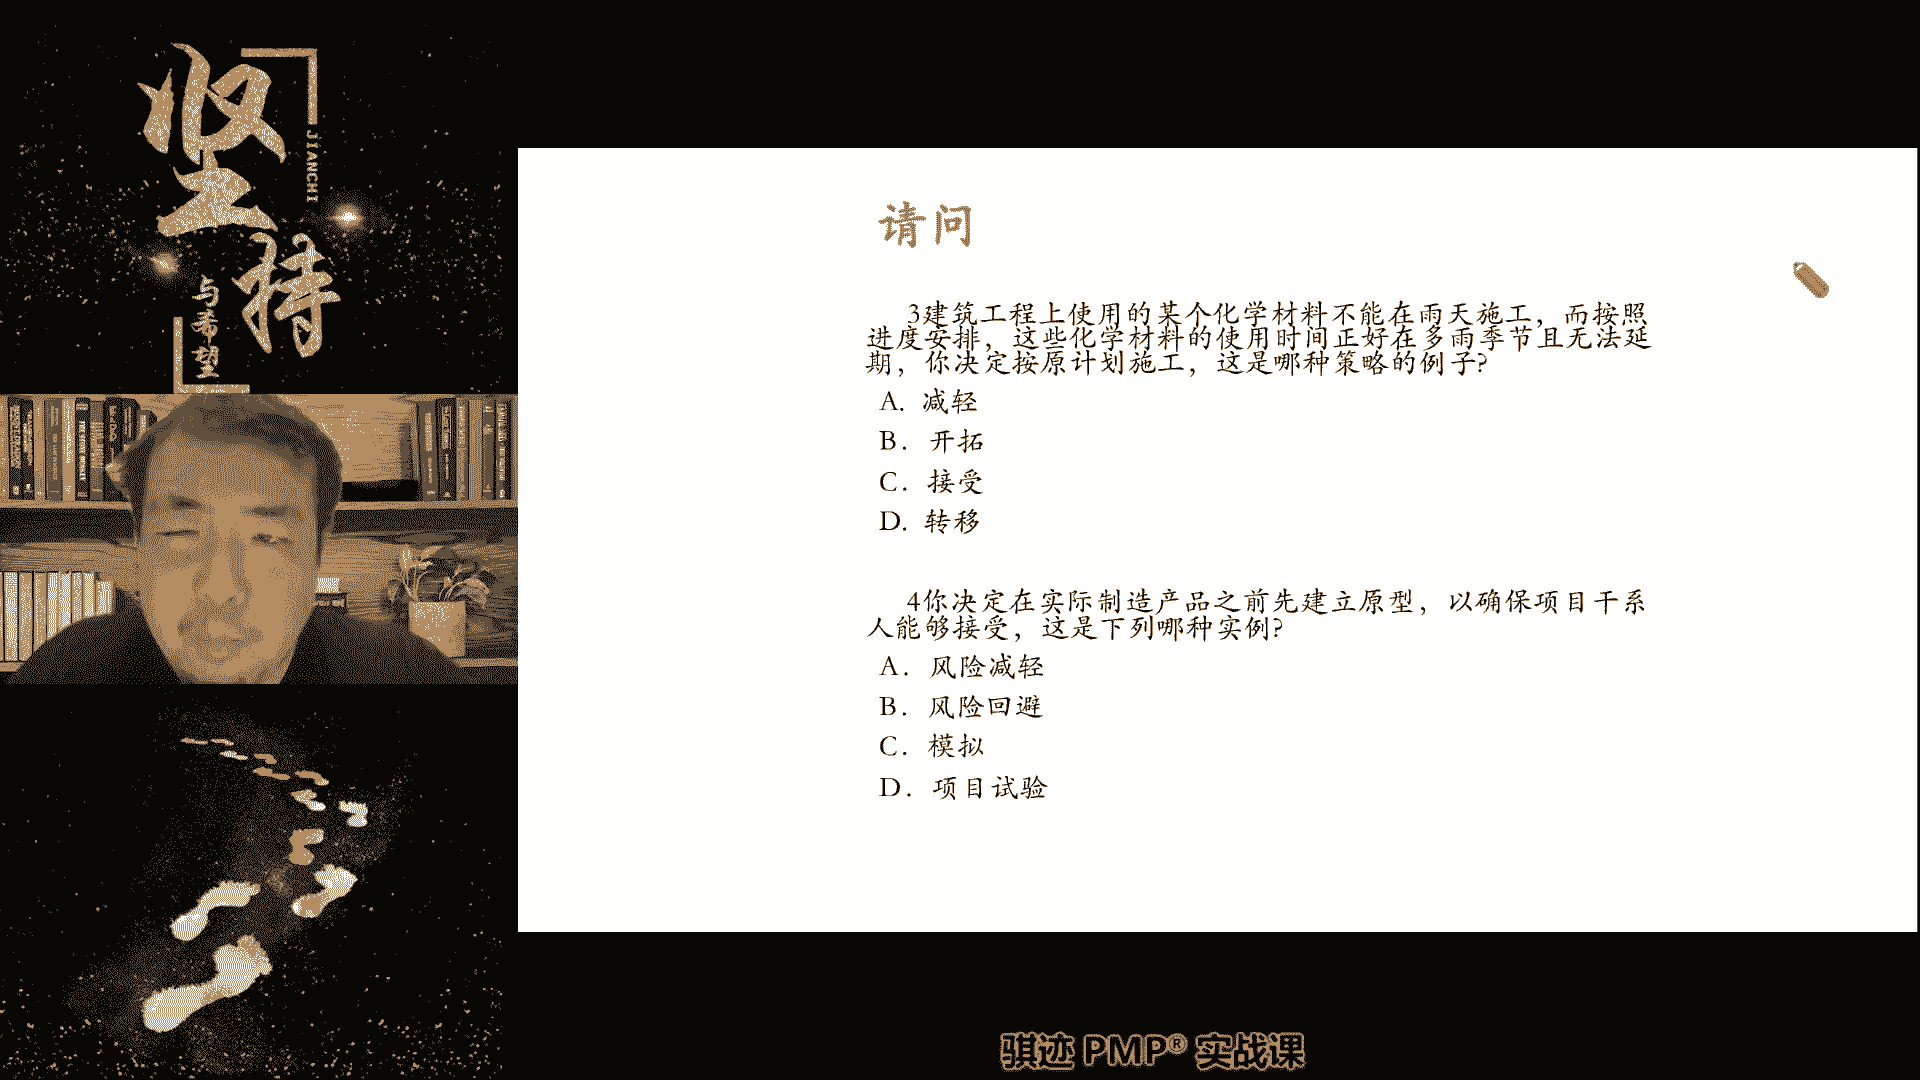 坚持
JIANCHI
与希望
请问
3建筑工程上使用的某个化学材料不能在雨天施工，而按照
进度安排，这些化学材料的使用时间正好在多雨季节且无法延
期，你决定按原计划施工，这是哪种策略的例子?
A. 减轻
B. 开拓
C. 接受
D. 转移
4你决定在实际制造产品之前先建立原型，以确保项目干系
人能够接受，这是下列哪种实例?
A. 风险减轻
B. 风险回避
C. 模拟
D. 项目试验
骐迹 PMP® 实战课